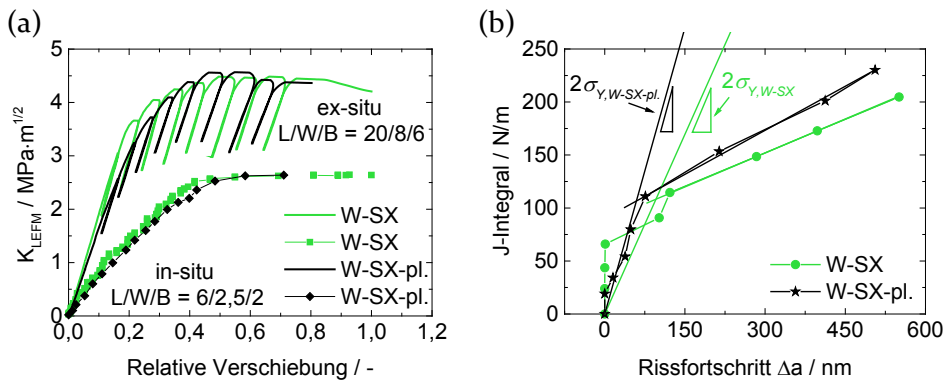 (a)
5
4
3
2
1
0
K_LEFM / MPa·m^1/2
ex-situ
L/W/B = 20/8/6
W-SX
W-SX
W-SX-pl.
W-SX-pl.
in-situ
L/W/B = 6/2,5/2
0,0 0,2 0,4 0,6 0,8 1,0 1,2
Relative Verschiebung / -
(b)
250
200
150
100
50
0
J-Integral / N/m
2σ_Y,W-SX-pl.
2σ_Y,W-SX
W-SX
W-SX-pl.
0 150 300 450 600
Rissfortschritt Δa / nm